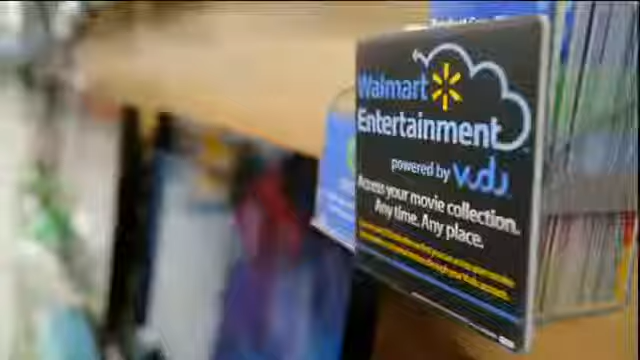 Walmart
Entertainment
powered by vudu
Access your movie collection.
Any time. Any place.